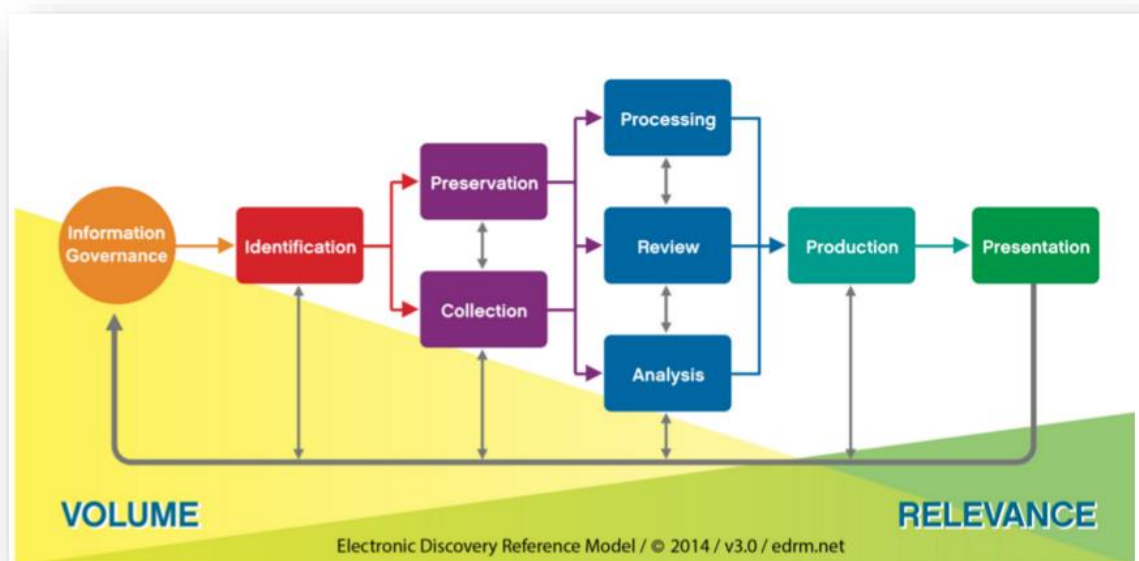 Information
Governance
Identification
Preservation
Collection
Processing
Review
Analysis
Production
Presentation
VOLUME
RELEVANCE
Electronic Discovery Reference Model / © 2014 / v3.0 / edrm.net